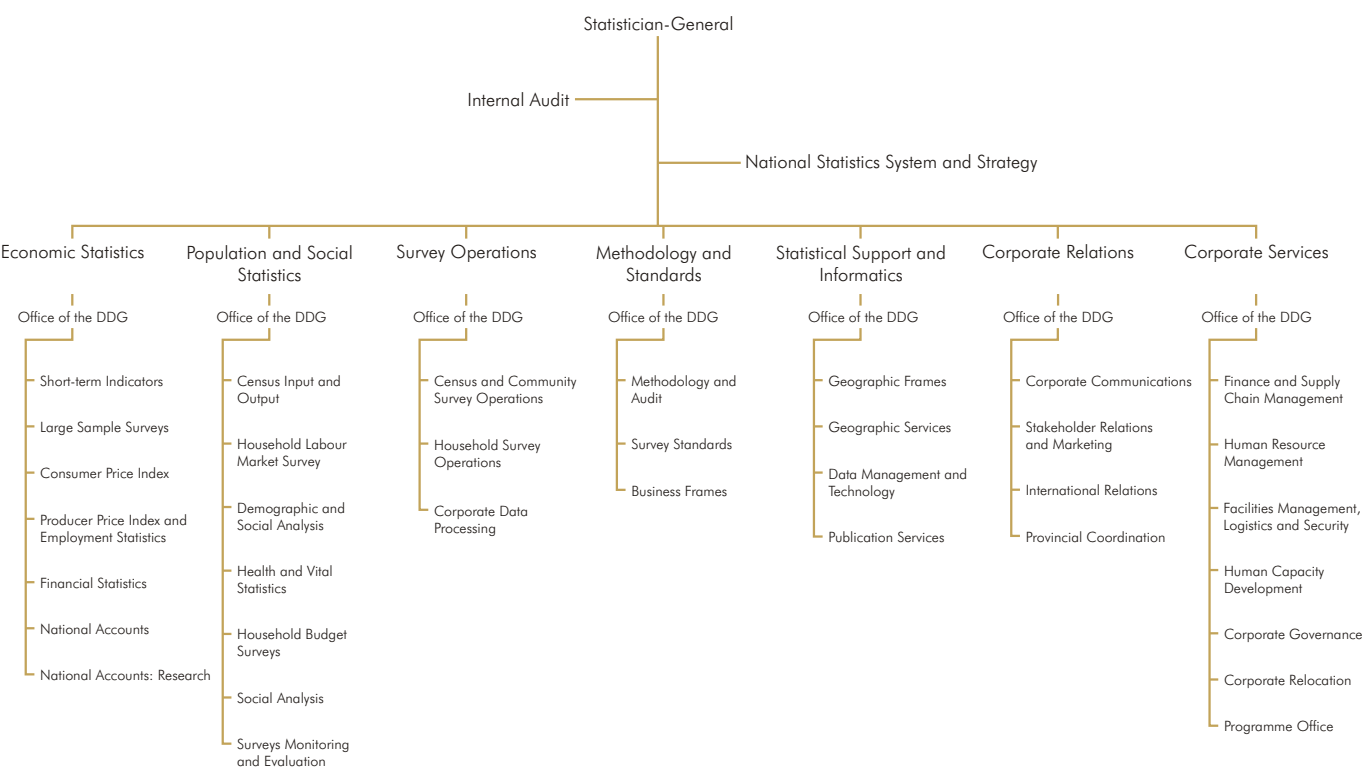 Statistician-General
Internal Audit
National Statistics System and Strategy
Economic Statistics
Office of the DDG
Short-term Indicators
Large Sample Surveys
Consumer Price Index
Producer Price Index and
Employment Statistics
Financial Statistics
National Accounts
National Accounts: Research
Population and Social
Statistics
Office of the DDG
Census Input and
Output
Household Labour
Market Survey
Demographic and
Social Analysis
Health and Vital
Statistics
Household Budget
Surveys
Social Analysis
Surveys Monitoring
and Evaluation
Survey Operations
Office of the DDG
Census and Community
Survey Operations
Household Survey
Operations
Corporate Data
Processing
Methodology and
Standards
Office of the DDG
Methodology and
Audit
Survey Standards
Business Frames
Statistical Support and
Informatics
Office of the DDG
Geographic Frames
Geographic Services
Data Management and
Technology
Publication Services
Corporate Relations
Office of the DDG
Corporate Communications
Stakeholder Relations
and Marketing
International Relations
Provincial Coordination
Corporate Services
Office of the DDG
Finance and Supply
Chain Management
Human Resource
Management
Facilities Management,
Logistics and Security
Human Capacity
Development
Corporate Governance
Corporate Relocation
Programme Office